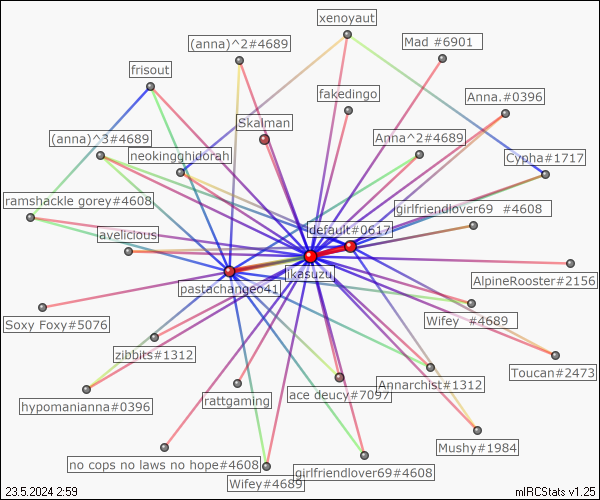 xenoyaut
(anna)^2#4689
Mad #6901
frisout
fakedingo
Anna.#0396
Skalman
(anna)^3#4689
Anna^2#4689
neokingghidorah
Cypha#1717
ramshackle gorey#4608
girlfriendlover69 #4608
default#0617
avelicious
jkasuzu
AlpineRooster#2156
pastachangeo41
Soxy Foxy#5076
Wifey #4689
zibbits#1312
Toucan#2473
Annarchist#1312
hypomanianna#0396
rattgaming
ace deucy#7097
Mushy#1984
no cops no laws no hope#4608
girlfriendlover69#4608
Wifey#4689
23.5.2024 2:59
mIRCStats v1.25